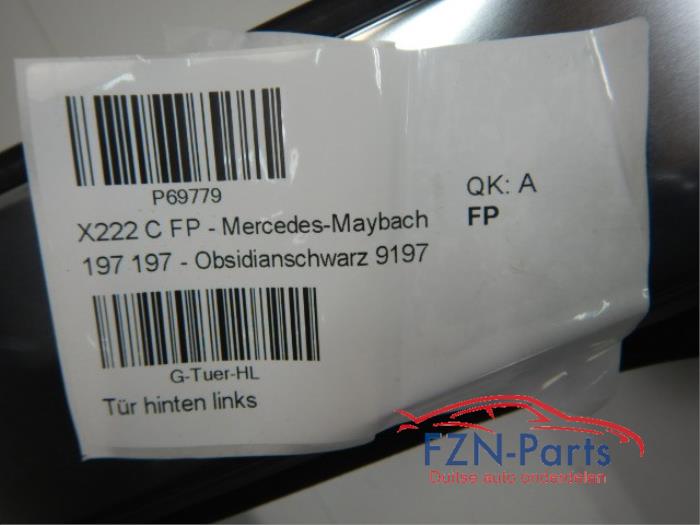 P69779
X222 C FP - Mercedes-Maybach
197 197 - Obsidianschwarz 9197
G-Tuer-HL
Tür hinten links
QK: A
FP
FZN-Parts
Duitse auto onderdelen